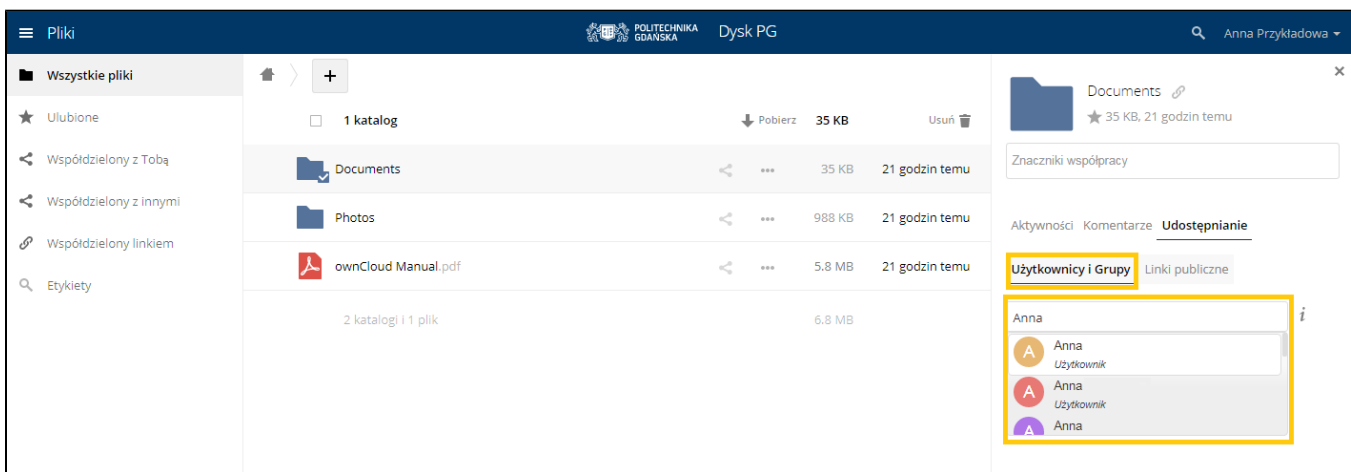 Pliki
POLITECHNIKA
GDAŃSKA
Dysk PG
Anna Przykładowa
Wszystkie pliki
Ulubione
Współdzielony z Tobą
Współdzielony z innymi
Współdzielony linkiem
Etykiety
+
1 katalog Pobierz 35 KB Usuń
Documents ••• 35 KB 21 godzin temu
Photos ••• 988 KB 21 godzin temu
ownCloud Manual.pdf ••• 5.8 MB 21 godzin temu
2 katalogi i 1 plik 6.8 MB
×
Documents
35 KB, 21 godzin temu
Znaczniki współpracy
Aktywności Komentarze Udostępnianie
Użytkownicy i Grupy Linki publiczne
Anna i
A Anna
Użytkownik
A Anna
Użytkownik
A Anna